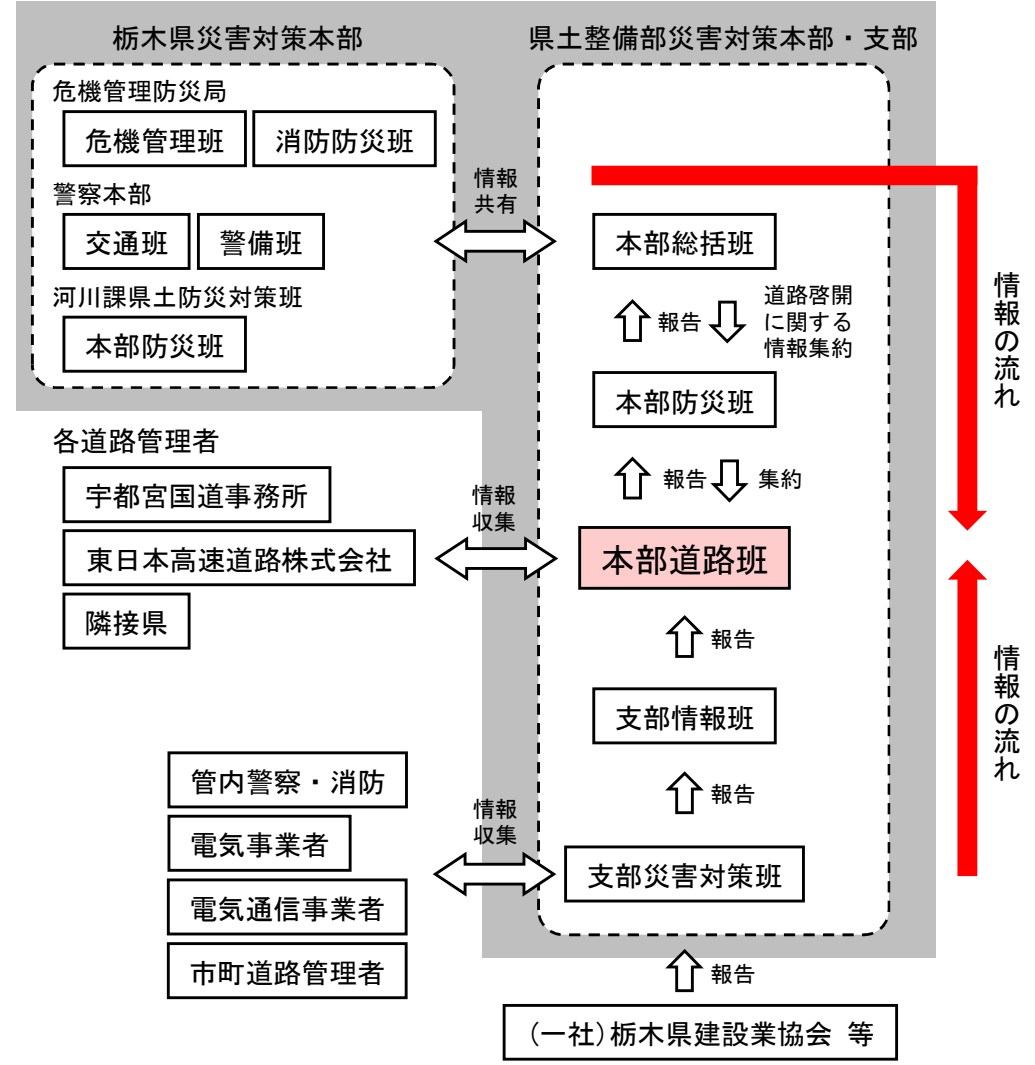 栃木県災害対策本部
危機管理防災局
危機管理班
消防防災班
警察本部
交通班
警備班
河川課県土防災対策班
本部防災班
情報
共有
県土整備部災害対策本部・支部
本部総括班
報告
道路啓開
に関する
情報集約
本部防災班
報告
集約
本部道路班
報告
支部情報班
報告
支部災害対策班
報告
(一社)栃木県建設業協会 等
各道路管理者
宇都宮国道事務所
東日本高速道路株式会社
隣接県
情報
収集
管内警察・消防
電気事業者
電気通信事業者
市町道路管理者
情報
収集
情報の流れ
情報の流れ